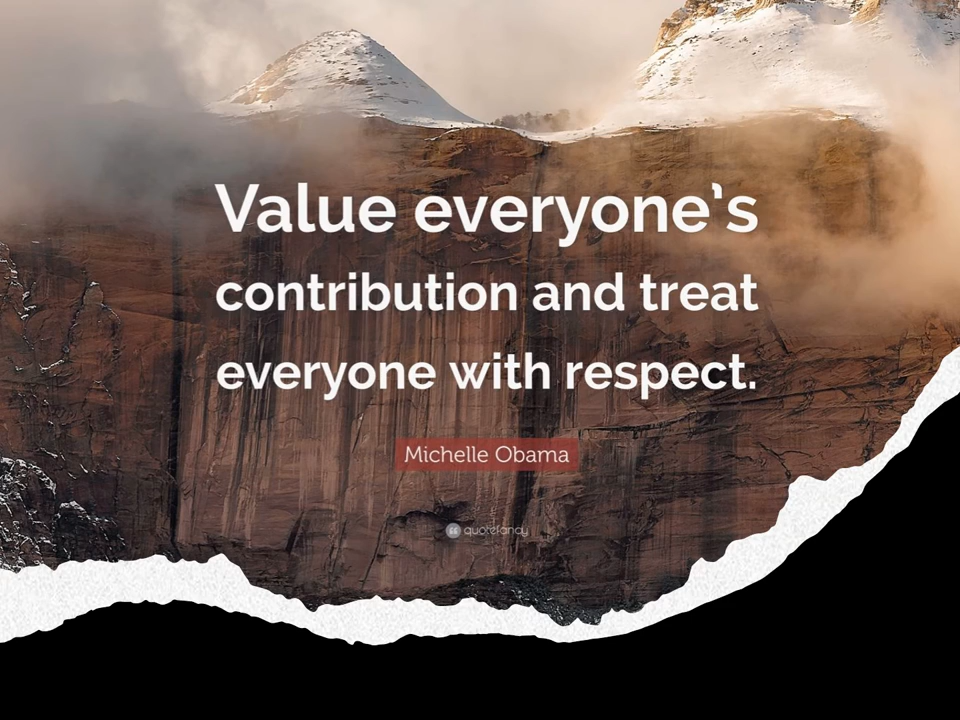 Value everyone’s
contribution and treat
everyone with respect.
Michelle Obama
quotefancy